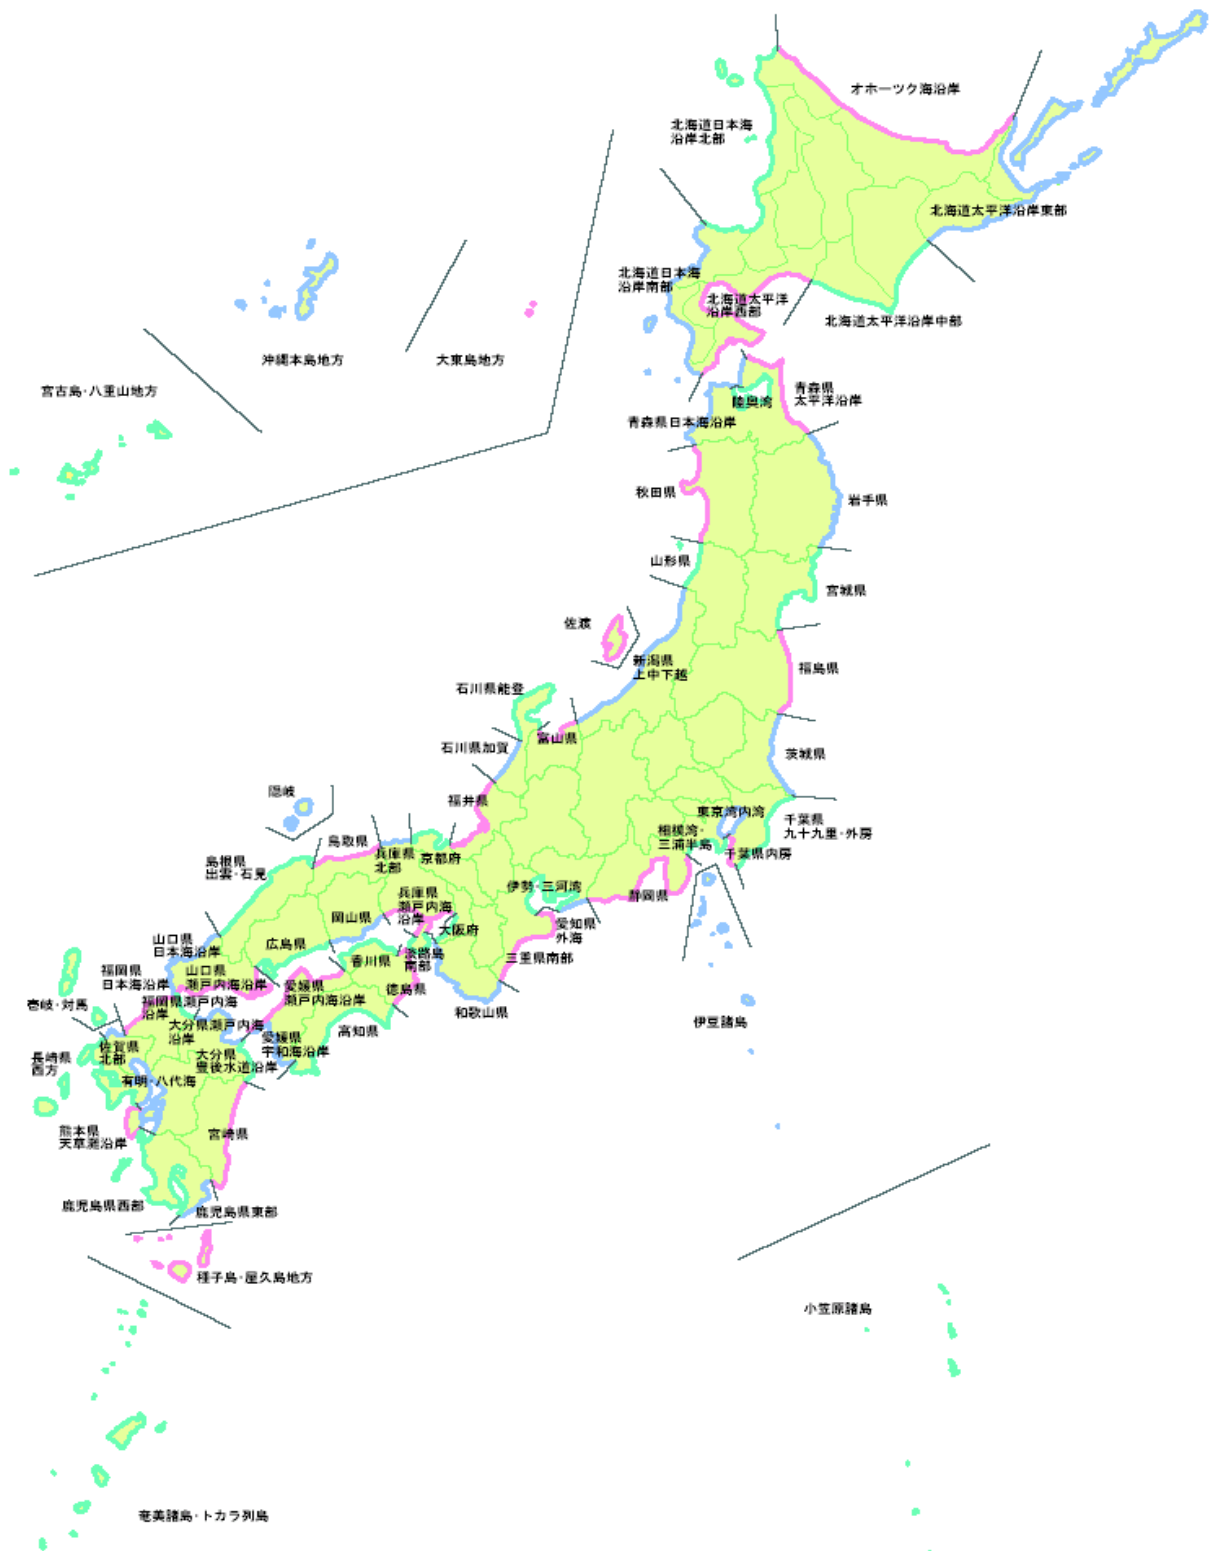 オホーツク海沿岸
北海道日本海
沿岸北部
北海道太平洋沿岸東部
北海道日本海
沿岸南部
北海道太平洋
沿岸西部
北海道太平洋沿岸中部
沖縄本島地方
大東島地方
宮古島・八重山地方
青森県
太平洋沿岸
陸奥湾
青森県日本海沿岸
秋田県
岩手県
山形県
宮城県
佐渡
新潟県
上中下越
福島県
石川県能登
富山県
石川県加賀
茨城県
隠岐
福井県
東京湾内湾
千葉県
九十九里・外房
相模湾・
三浦半島
千葉県内房
鳥取県
兵庫県
北部
京都府
島根県
出雲・石見
伊勢・三河湾
静岡県
兵庫県
瀬戸内海
沿岸
岡山県
大阪府
愛知県
外海
山口県
日本海沿岸
広島県
香川県
淡路島
南部
三重県南部
福岡県
日本海沿岸
山口県
瀬戸内海沿岸
愛媛県
瀬戸内海沿岸
徳島県
壱岐・対馬
福岡県瀬戸内海
沿岸
和歌山県
伊豆諸島
大分県瀬戸内海
沿岸
高知県
愛媛県
宇和海沿岸
佐賀県
北部
大分県
豊後水道沿岸
長崎県
西方
有明・八代海
熊本県
天草灘沿岸
宮崎県
鹿児島県西部
鹿児島県東部
種子島・屋久島地方
小笠原諸島
奄美諸島・トカラ列島